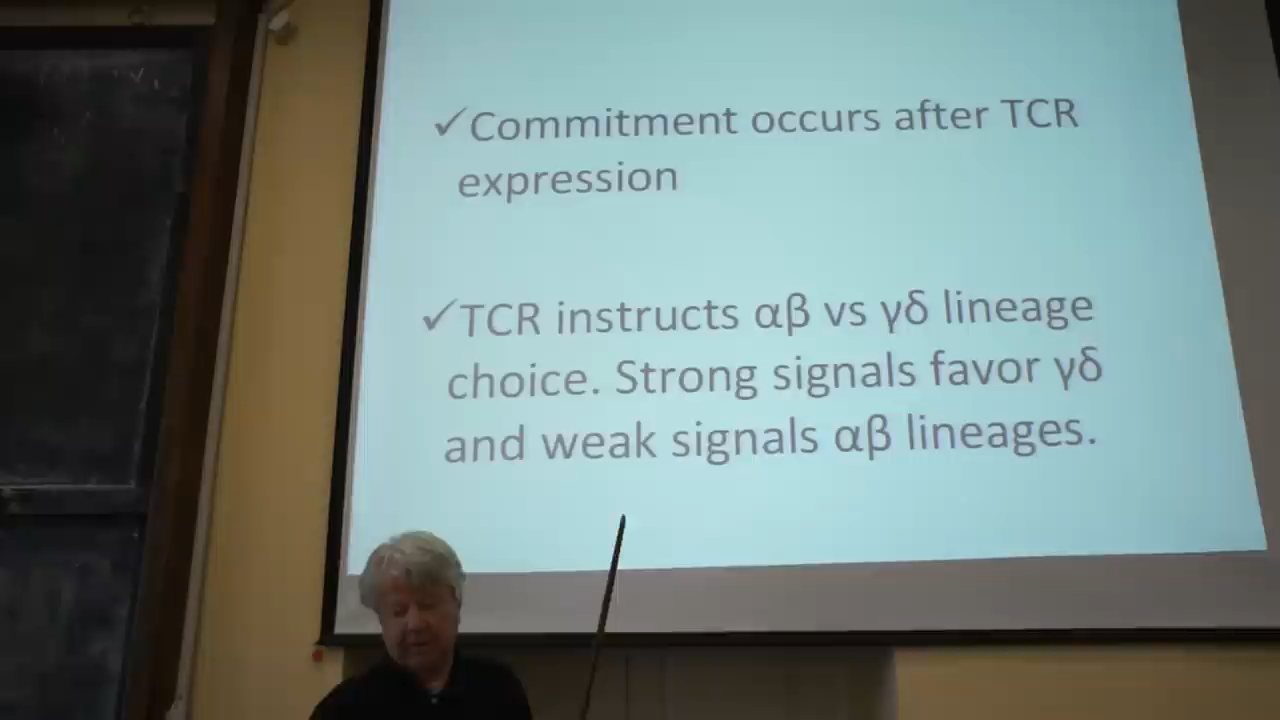 ✓Commitment occurs after TCR
expression
✓TCR instructs αβ vs γδ lineage
choice. Strong signals favor γδ
and weak signals αβ lineages.